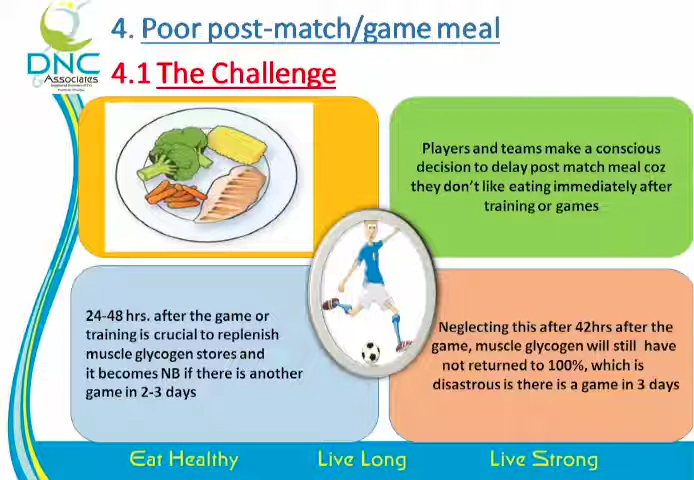 4. Poor post-match/game meal
DNC
& Associates
4.1 The Challenge
Players and teams make a conscious
decision to delay post match meal coz
they don't like eating immediately after
training or games
24-48 hrs. after the game or
training is crucial to replenish
muscle glycogen stores and
it becomes NB if there is another
game in 2-3 days
Neglecting this after 42hrs after the
game, muscle glycogen will still have
not returned to 100%, which is
disastrous is there is a game in 3 days
Eat Healthy Live Long Live Strong